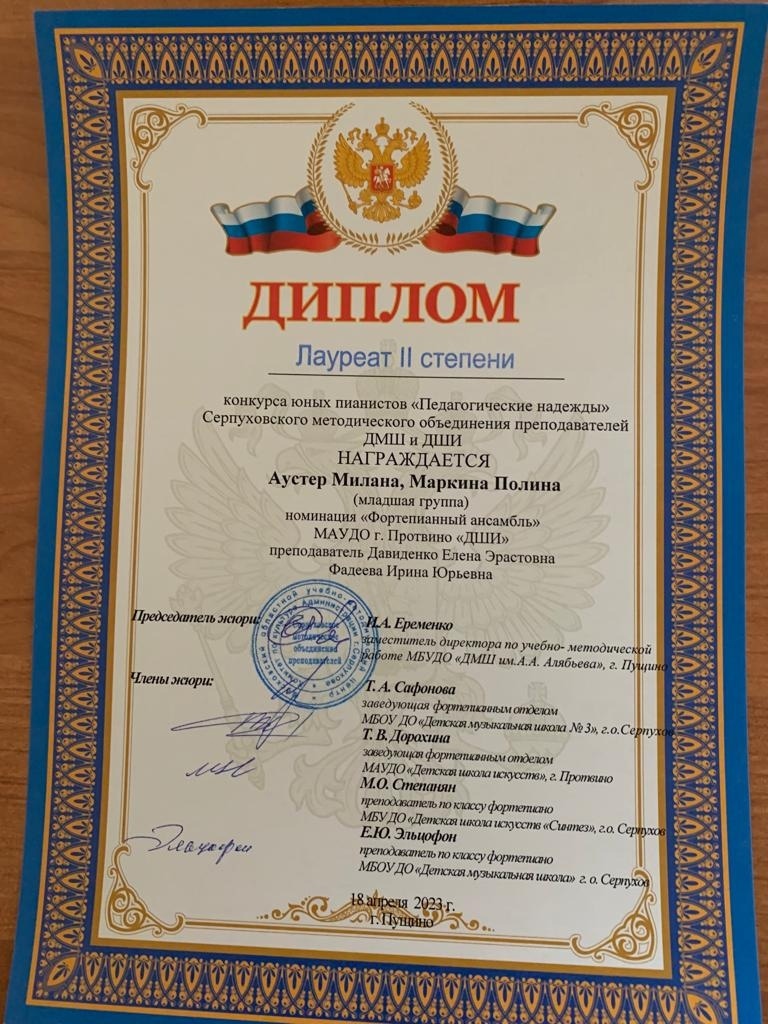 ДИПЛОМ
Лауреат II степени
конкурса юных пианистов «Педагогические надежды»
Серпуховского методического объединения преподавателей
ДМШ и ДШИ
НАГРАЖДАЕТСЯ
Аустер Милана, Маркина Полина
(младшая группа)
номинация «Фортепианный ансамбль»
МАУДО г. Протвино «ДШИ»
преподаватель Давиденко Елена Эрастовна
Фадеева Ирина Юрьевна
Председатель жюри:
И.А. Еременко
заместитель директора по учебно- методической
работе МБУДО «ДМШ им.А.А. Алябьева», г. Пущино
Члены жюри:
Т. А. Сафонова
заведующая фортепианным отделом
МБОУ ДО «Детская музыкальная школа № 3», г.о.Серпухов
Т. В. Дорохина
заведующая фортепианным отделом
МАУДО «Детская школа искусств», г. Протвино
М.О. Степанян
преподаватель по классу фортепиано
МБУ ДО «Детская школа искусств «Синтез», г.о. Серпухов
Е.Ю. Эльцофон
преподаватель по классу фортепиано
МБОУ ДО «Детская музыкальная школа» г. о. Серпухов
18 апреля 2023 г.
г. Пущино
методическое
объединение
преподавателей